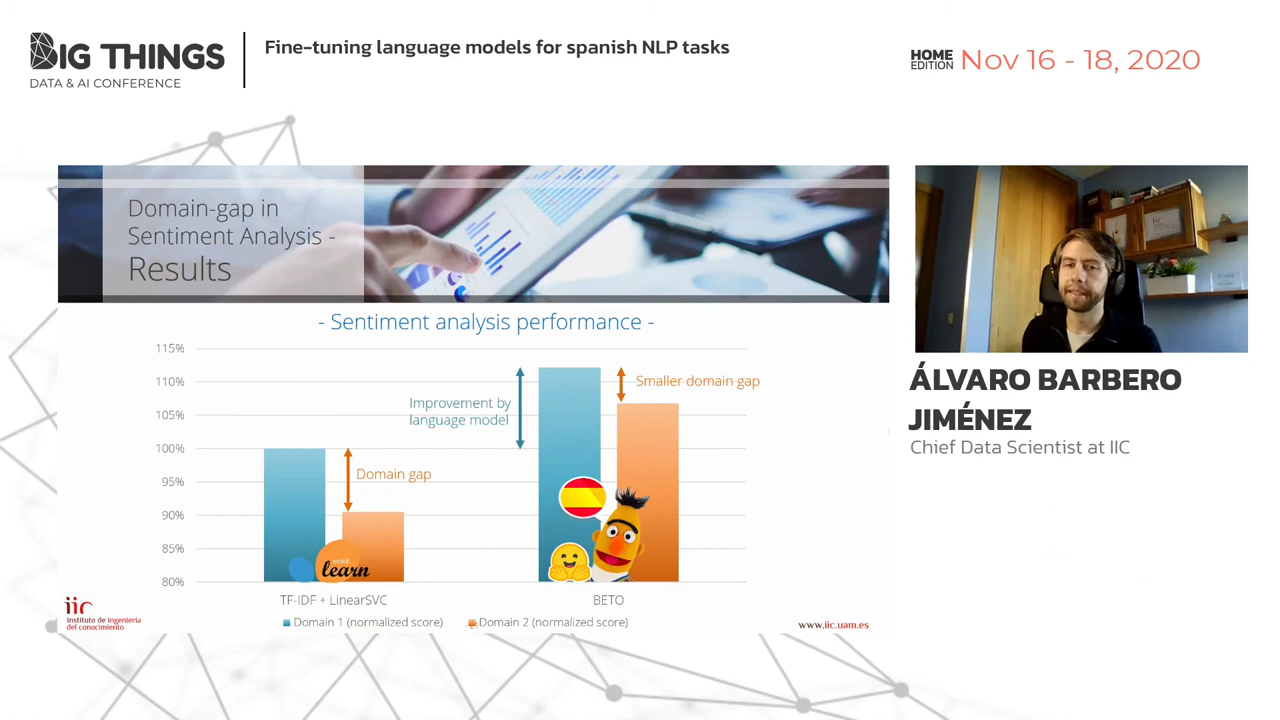 BIG THINGS
DATA & AI CONFERENCE
Fine-tuning language models for spanish NLP tasks
HOME
EDITION
Nov 16 - 18, 2020
Domain-gap in
Sentiment Analysis -
Results
- Sentiment analysis performance -
115%
110%
105%
100%
95%
90%
85%
80%
Improvement by
language model
Smaller domain gap
Domain gap
scikit
learn
TF-IDF + LinearSVC
BETO
Domain 1 (normalized score)
Domain 2 (normalized score)
iic
instituto de ingeniería
del conocimiento
www.iic.uam.es
iic
ÁLVARO BARBERO
JIMÉNEZ
Chief Data Scientist at IIC